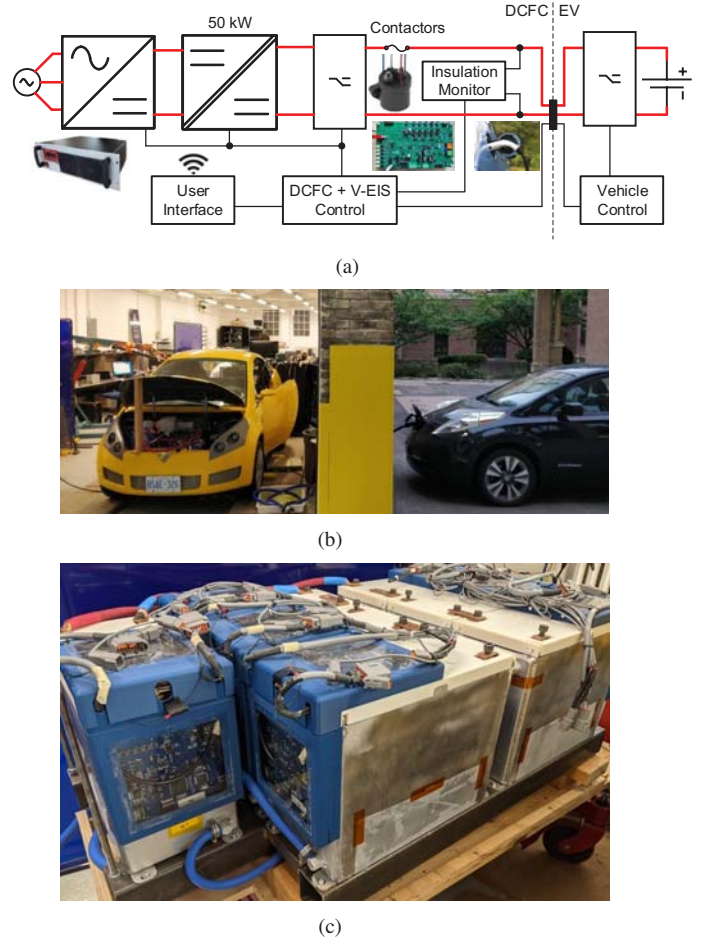 DCFC EV
50 kW
Contactors
Insulation
Monitor
+
−
User
Interface
DCFC + V-EIS
Control
Vehicle
Control
(a)
(b)
(c)